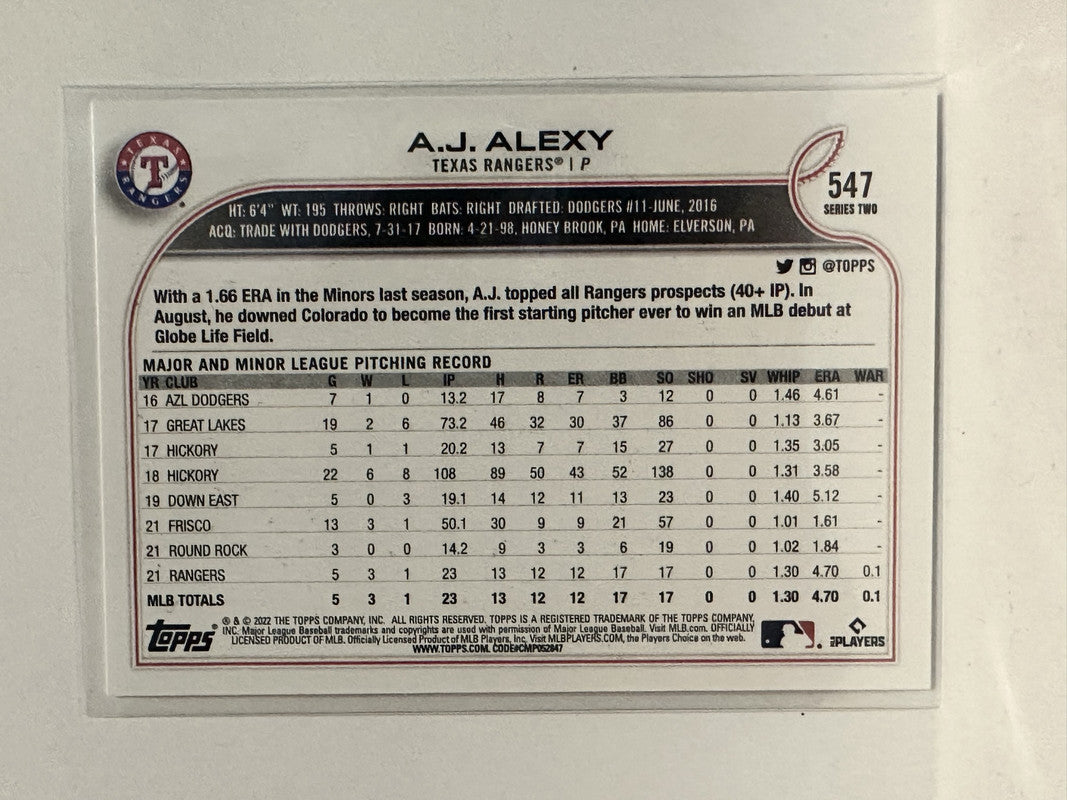 TEXAS
T
RANGERS
A.J. ALEXY
TEXAS RANGERS® | P
547
SERIES TWO
HT: 6'4" WT: 195 THROWS: RIGHT BATS: RIGHT DRAFTED: DODGERS #11-JUNE, 2016
ACQ: TRADE WITH DODGERS, 7-31-17 BORN: 4-21-98, HONEY BROOK, PA HOME: ELVERSON, PA
@TOPPS
With a 1.66 ERA in the Minors last season, A.J. topped all Rangers prospects (40+ IP). In
August, he downed Colorado to become the first starting pitcher ever to win an MLB debut at
Globe Life Field.
MAJOR AND MINOR LEAGUE PITCHING RECORD
YR CLUB G W L IP H R ER BB SO SHO SV WHIP ERA WAR
16 AZL DODGERS 7 1 0 13.2 17 8 7 3 12 0 0 1.46 4.61 -
17 GREAT LAKES 19 2 6 73.2 46 32 30 37 86 0 0 1.13 3.67 -
17 HICKORY 5 1 1 20.2 13 7 7 15 27 0 0 1.35 3.05 -
18 HICKORY 22 6 8 108 89 50 43 52 138 0 0 1.31 3.58 -
19 DOWN EAST 5 0 3 19.1 14 12 11 13 23 0 0 1.40 5.12 -
21 FRISCO 13 3 1 50.1 30 9 9 21 57 0 0 1.01 1.61 -
21 ROUND ROCK 3 0 0 14.2 9 3 3 6 19 0 0 1.02 1.84 -
21 RANGERS 5 3 1 23 13 12 12 17 17 0 0 1.30 4.70 0.1
MLB TOTALS 5 3 1 23 13 12 12 17 17 0 0 1.30 4.70 0.1
Topps®
® & © 2022 THE TOPPS COMPANY, INC. ALL RIGHTS RESERVED. TOPPS IS A REGISTERED TRADEMARK OF THE TOPPS COMPANY,
INC. Major League Baseball trademarks and copyrights are used with permission of Major League Baseball. Visit MLB.com. OFFICIALLY
LICENSED PRODUCT OF MLB. Officially Licensed Product of MLB Players, Inc. Visit MLBPLAYERS.COM, the Players Choice on the web.
WWW.TOPPS.COM. CODE#CMP052847
MLB PLAYERS